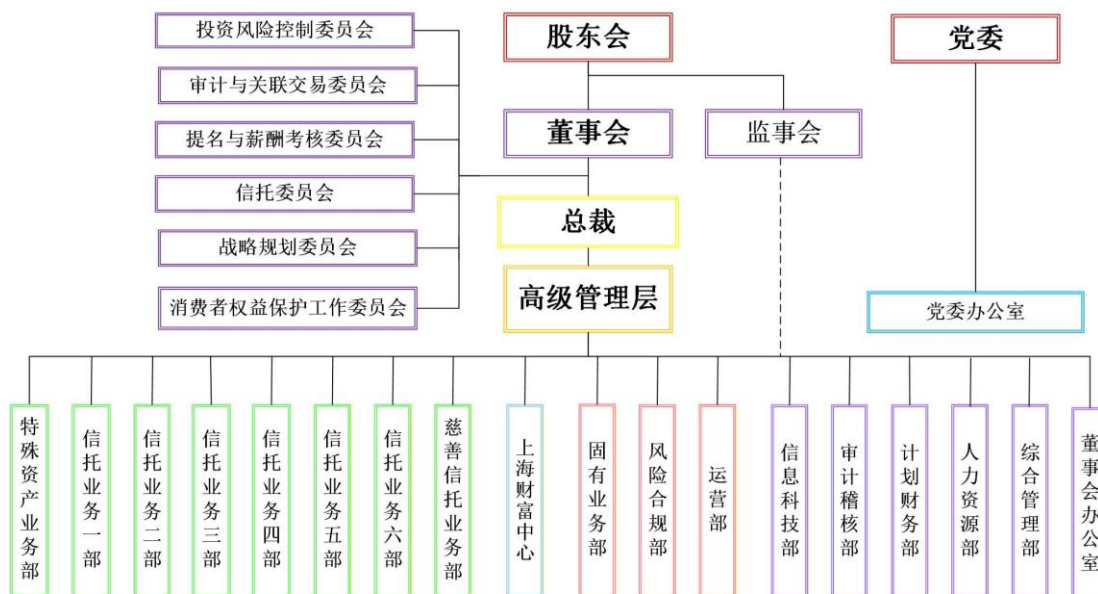 投资风险控制委员会
股东会
党委
审计与关联交易委员会
提名与薪酬考核委员会
董事会
监事会
信托委员会
总裁
战略规划委员会
高级管理层
消费者权益保护工作委员会
党委办公室
特殊资产业务部
信托业务一部
信托业务二部
信托业务三部
信托业务四部
信托业务五部
信托业务六部
慈善信托业务部
上海财富中心
固有业务部
风险合规部
运营部
信息科技部
审计稽核部
计划财务部
人力资源部
综合管理部
董事会办公室